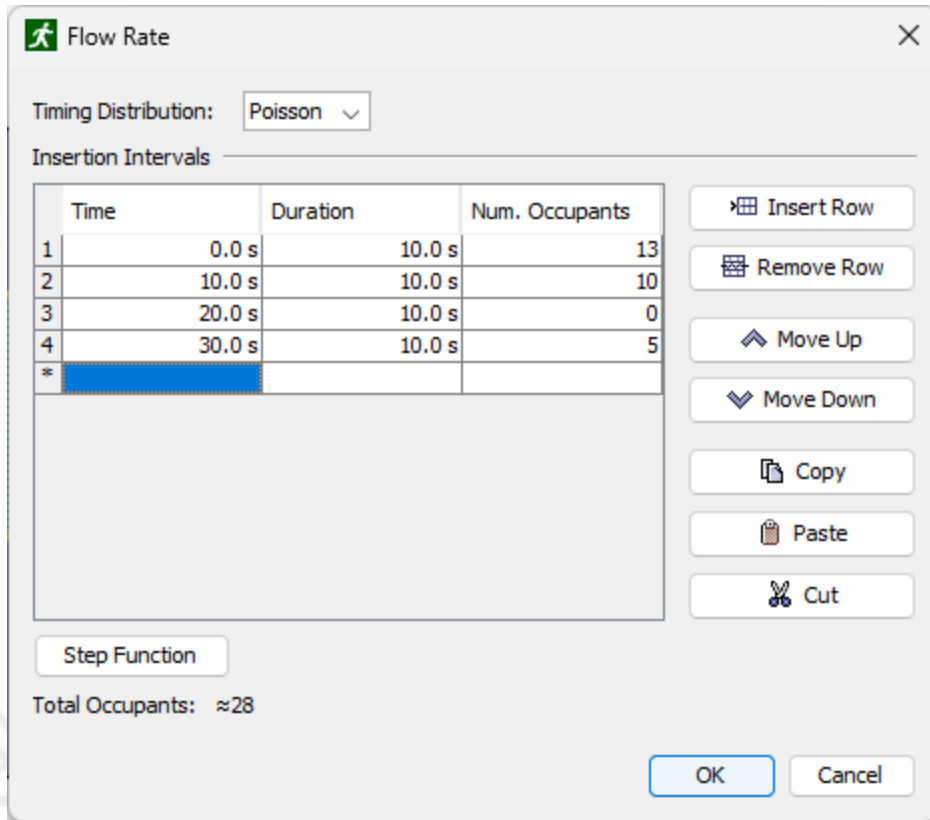 Flow Rate
Timing Distribution: Poisson
Insertion Intervals
Time Duration Num. Occupants
1 0.0 s 10.0 s 13
2 10.0 s 10.0 s 10
3 20.0 s 10.0 s 0
4 30.0 s 10.0 s 5
*
Insert Row
Remove Row
Move Up
Move Down
Copy
Paste
Cut
Step Function
Total Occupants: ≈28
OK Cancel